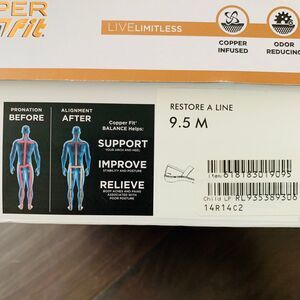 PER
Fit
LIVELIMITLESS
COPPER
INFUSED
ODOR
REDUCING
PRONATION
BEFORE
ALIGNMENT
AFTER
Copper Fit®
BALANCE Helps:
SUPPORT
YOUR ARCH AND HEEL
IMPROVE
STABILITY AND POSTURE
RELIEVE
BODY ACHES AND PAINS
ASSOCIATED WITH
POOR POSTURE
RESTORE A LINE
9.5 M
Item 618183019095
Child LP RL935389306
14R14C2